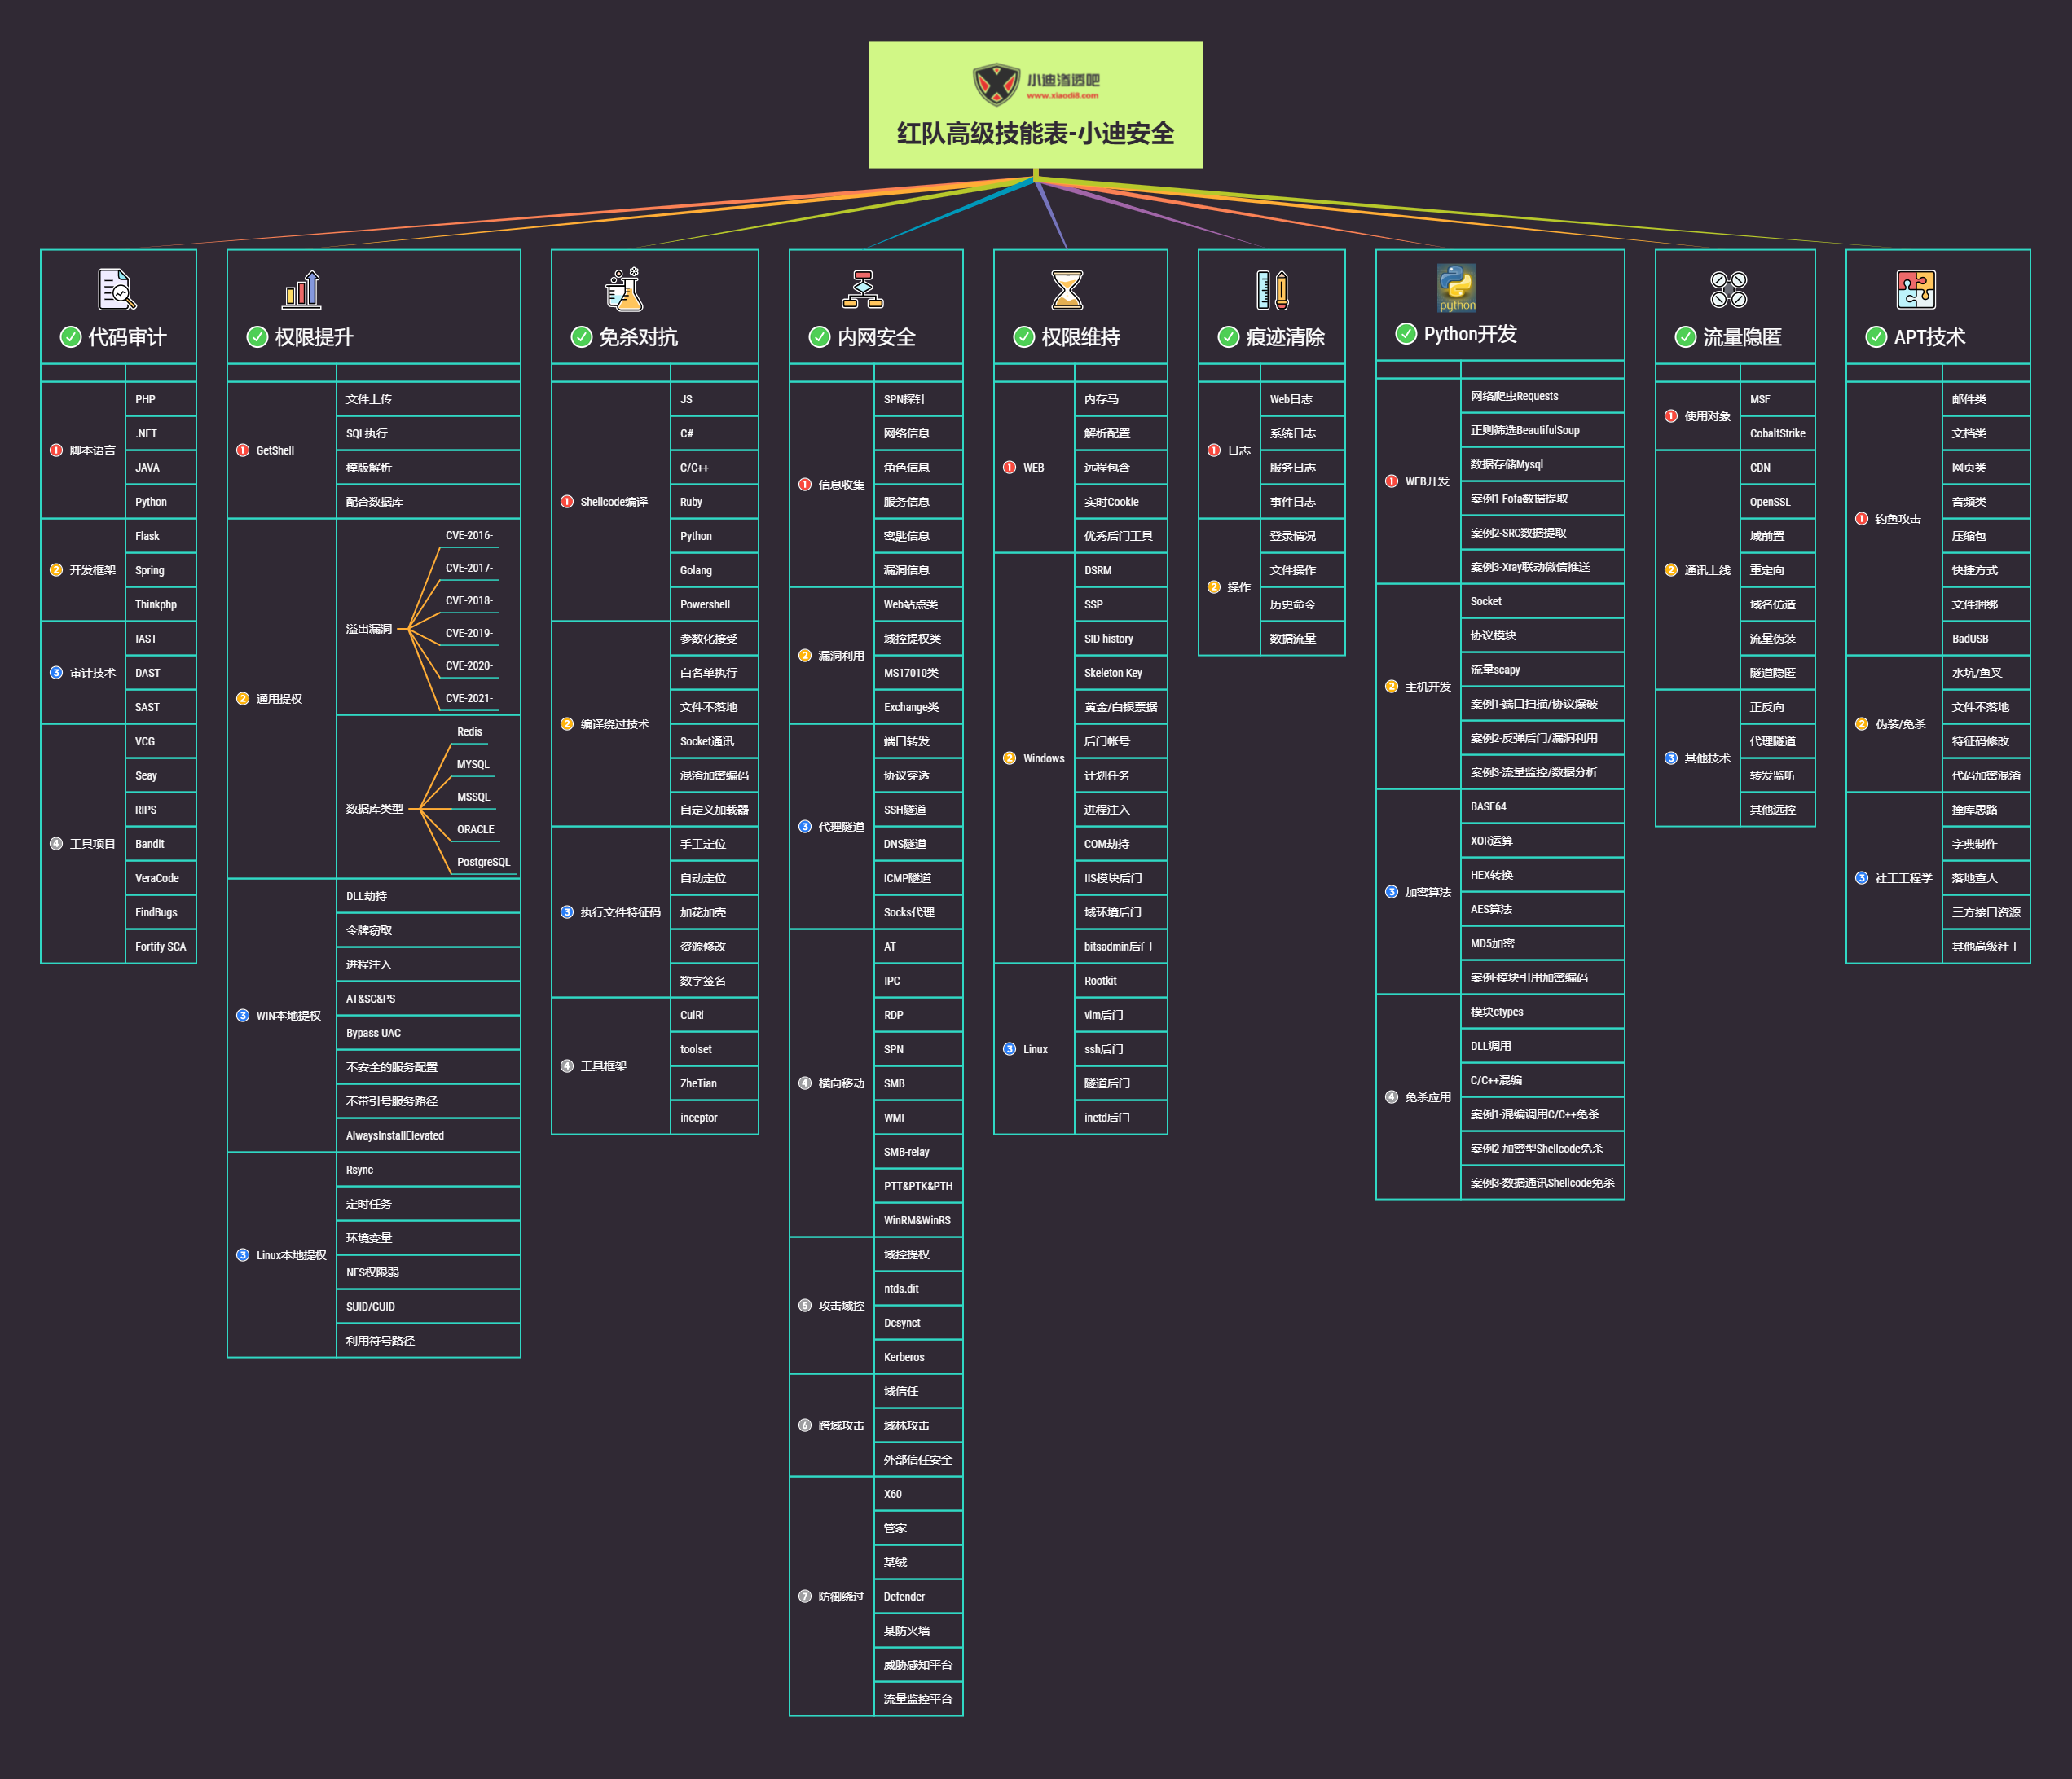 小迪渗透吧
www.xiaodi8.com
红队高级技能表-小迪安全
代码审计
1 脚本语言
PHP
.NET
JAVA
Python
2 开发框架
Flask
Spring
Thinkphp
3 审计技术
IAST
DAST
SAST
4 工具项目
VCG
Seay
RIPS
Bandit
VeraCode
FindBugs
Fortify SCA
权限提升
1 GetShell
文件上传
SQL执行
模版解析
配合数据库
2 通用提权
溢出漏洞
CVE-2016-
CVE-2017-
CVE-2018-
CVE-2019-
CVE-2020-
CVE-2021-
数据库类型
Redis
MYSQL
MSSQL
ORACLE
PostgreSQL
3 WIN本地提权
DLL劫持
令牌窃取
进程注入
AT&SC&PS
Bypass UAC
不安全的服务配置
不带引号服务路径
AlwaysInstallElevated
3 Linux本地提权
Rsync
定时任务
环境变量
NFS权限弱
SUID/GUID
利用符号路径
免杀对抗
1 Shellcode编译
JS
C#
C/C++
Ruby
Python
Golang
Powershell
2 编译绕过技术
参数化接受
白名单执行
文件不落地
Socket通讯
混淆加密编码
自定义加载器
3 执行文件特征码
手工定位
自动定位
加花加壳
资源修改
数字签名
4 工具框架
CuiRi
toolset
ZheTian
inceptor
内网安全
1 信息收集
SPN探针
网络信息
角色信息
服务信息
密匙信息
漏洞信息
2 漏洞利用
Web站点类
域控提权类
MS17010类
Exchange类
3 代理隧道
端口转发
协议穿透
SSH隧道
DNS隧道
ICMP隧道
Socks代理
4 横向移动
AT
IPC
RDP
SPN
SMB
WMI
SMB-relay
PTT&PTK&PTH
WinRM&WinRS
5 攻击域控
域控提权
ntds.dit
Dcsynct
Kerberos
6 跨域攻击
域信任
域林攻击
外部信任安全
7 防御绕过
X60
管家
某绒
Defender
某防火墙
威胁感知平台
流量监控平台
权限维持
1 WEB
内存马
解析配置
远程包含
实时Cookie
优秀后门工具
2 Windows
DSRM
SSP
SID history
Skeleton Key
黄金/白银票据
后门帐号
计划任务
进程注入
COM劫持
IIS模块后门
域环境后门
bitsadmin后门
3 Linux
Rootkit
vim后门
ssh后门
隧道后门
inetd后门
痕迹清除
1 日志
Web日志
系统日志
服务日志
事件日志
2 操作
登录情况
文件操作
历史命令
数据流量
python
Python开发
1 WEB开发
网络爬虫Requests
正则筛选BeautifulSoup
数据存储Mysql
案例1-Fofa数据提取
案例2-SRC数据提取
案例3-Xray联动微信推送
2 主机开发
Socket
协议模块
流量scapy
案例1-端口扫描/协议爆破
案例2-反弹后门/漏洞利用
案例3-流量监控/数据分析
3 加密算法
BASE64
XOR运算
HEX转换
AES算法
MD5加密
案例-模块引用加密编码
4 免杀应用
模块ctypes
DLL调用
C/C++混编
案例1-混编调用C/C++免杀
案例2-加密型Shellcode免杀
案例3-数据通讯Shellcode免杀
流量隐匿
1 使用对象
MSF
CobaltStrike
2 通讯上线
CDN
OpenSSL
域前置
重定向
域名仿造
流量伪装
隧道隐匿
3 其他技术
正反向
代理隧道
转发监听
其他远控
APT技术
1 钓鱼攻击
邮件类
文档类
网页类
音频类
压缩包
快捷方式
文件捆绑
BadUSB
2 伪装/免杀
水坑/鱼叉
文件不落地
特征码修改
代码加密混淆
3 社工工程学
撞库思路
字典制作
落地查人
三方接口资源
其他高级社工